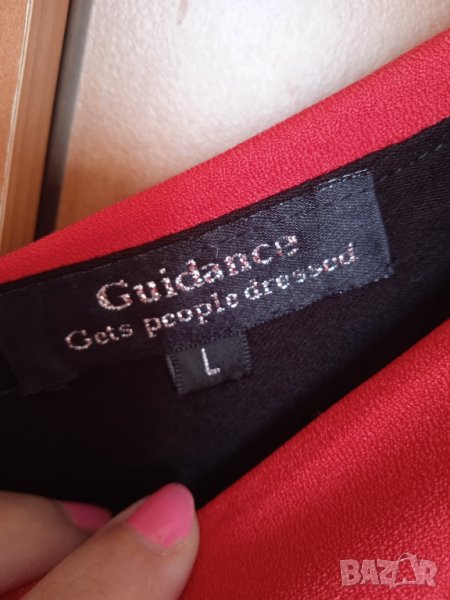 Guidance
Gets people dressed
L
BAZAR